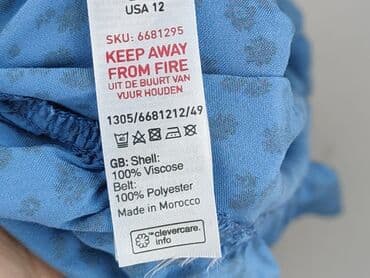 USA 12
SKU: 6681295
KEEP AWAY
FROM FIRE
UIT DE BUURT VAN
VUUR HOUDEN
1305/6681212/49
GB: Shell:
100% Viscose
Belt:
100% Polyester
Made in Morocco
™clevercare.
info